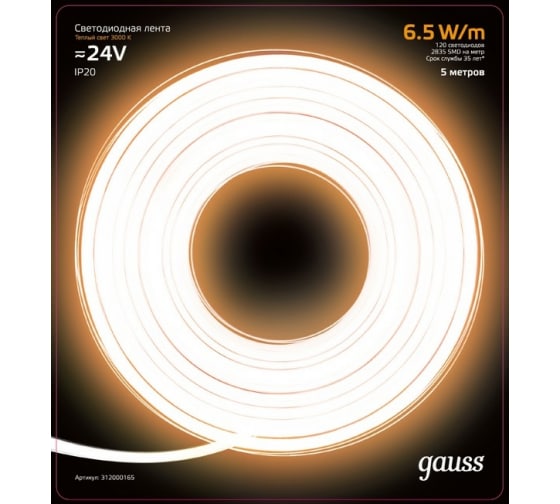 Светодиодная лента
Теплый свет 3000 К
≂24V
IP20
6.5 W/m
120 светодиодов
2835 SMD на метр
Срок службы 35 лет*
5 метров
gauss
Артикул: 312000165